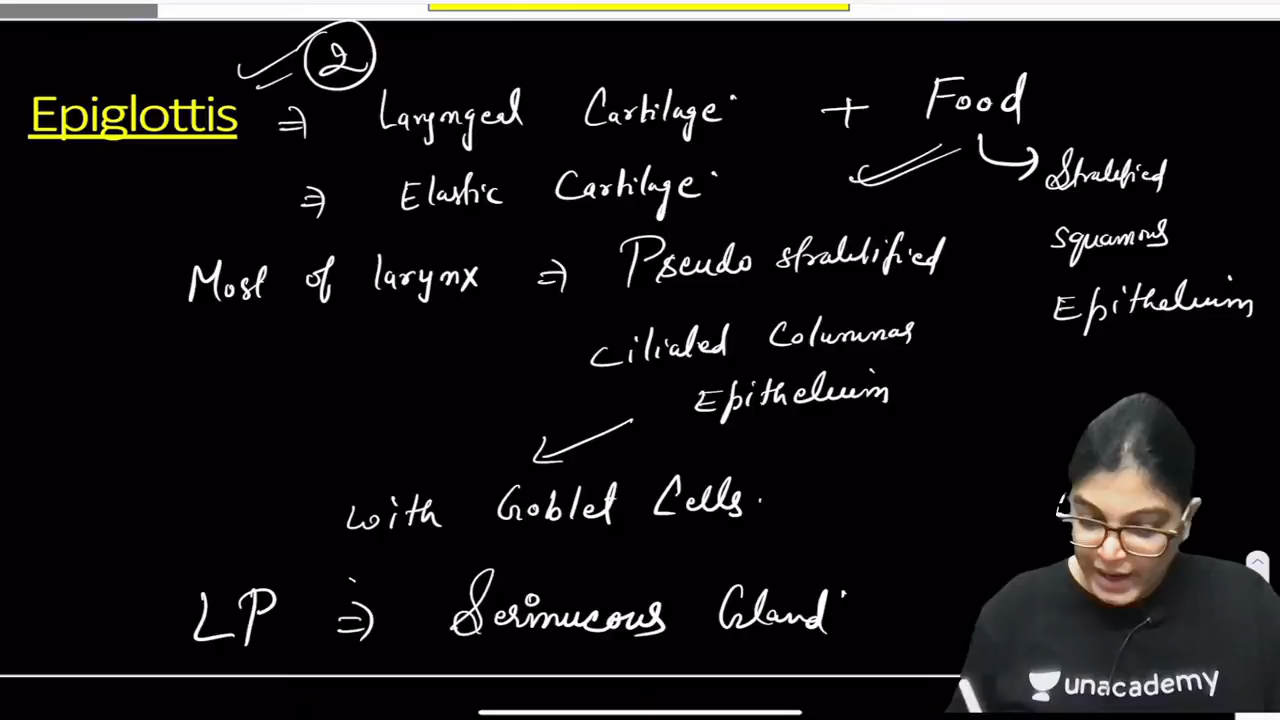 2
Epiglottis ⇒ Laryngeal Cartilage + Food
⇒ Elastic Cartilage
Stratified
squamous
Epithelium
Most of larynx ⇒ Pseudo stratified
ciliated Columnar
Epithelium
with Goblet Cells.
LP ⇒ Serimucous Gland
unacademy